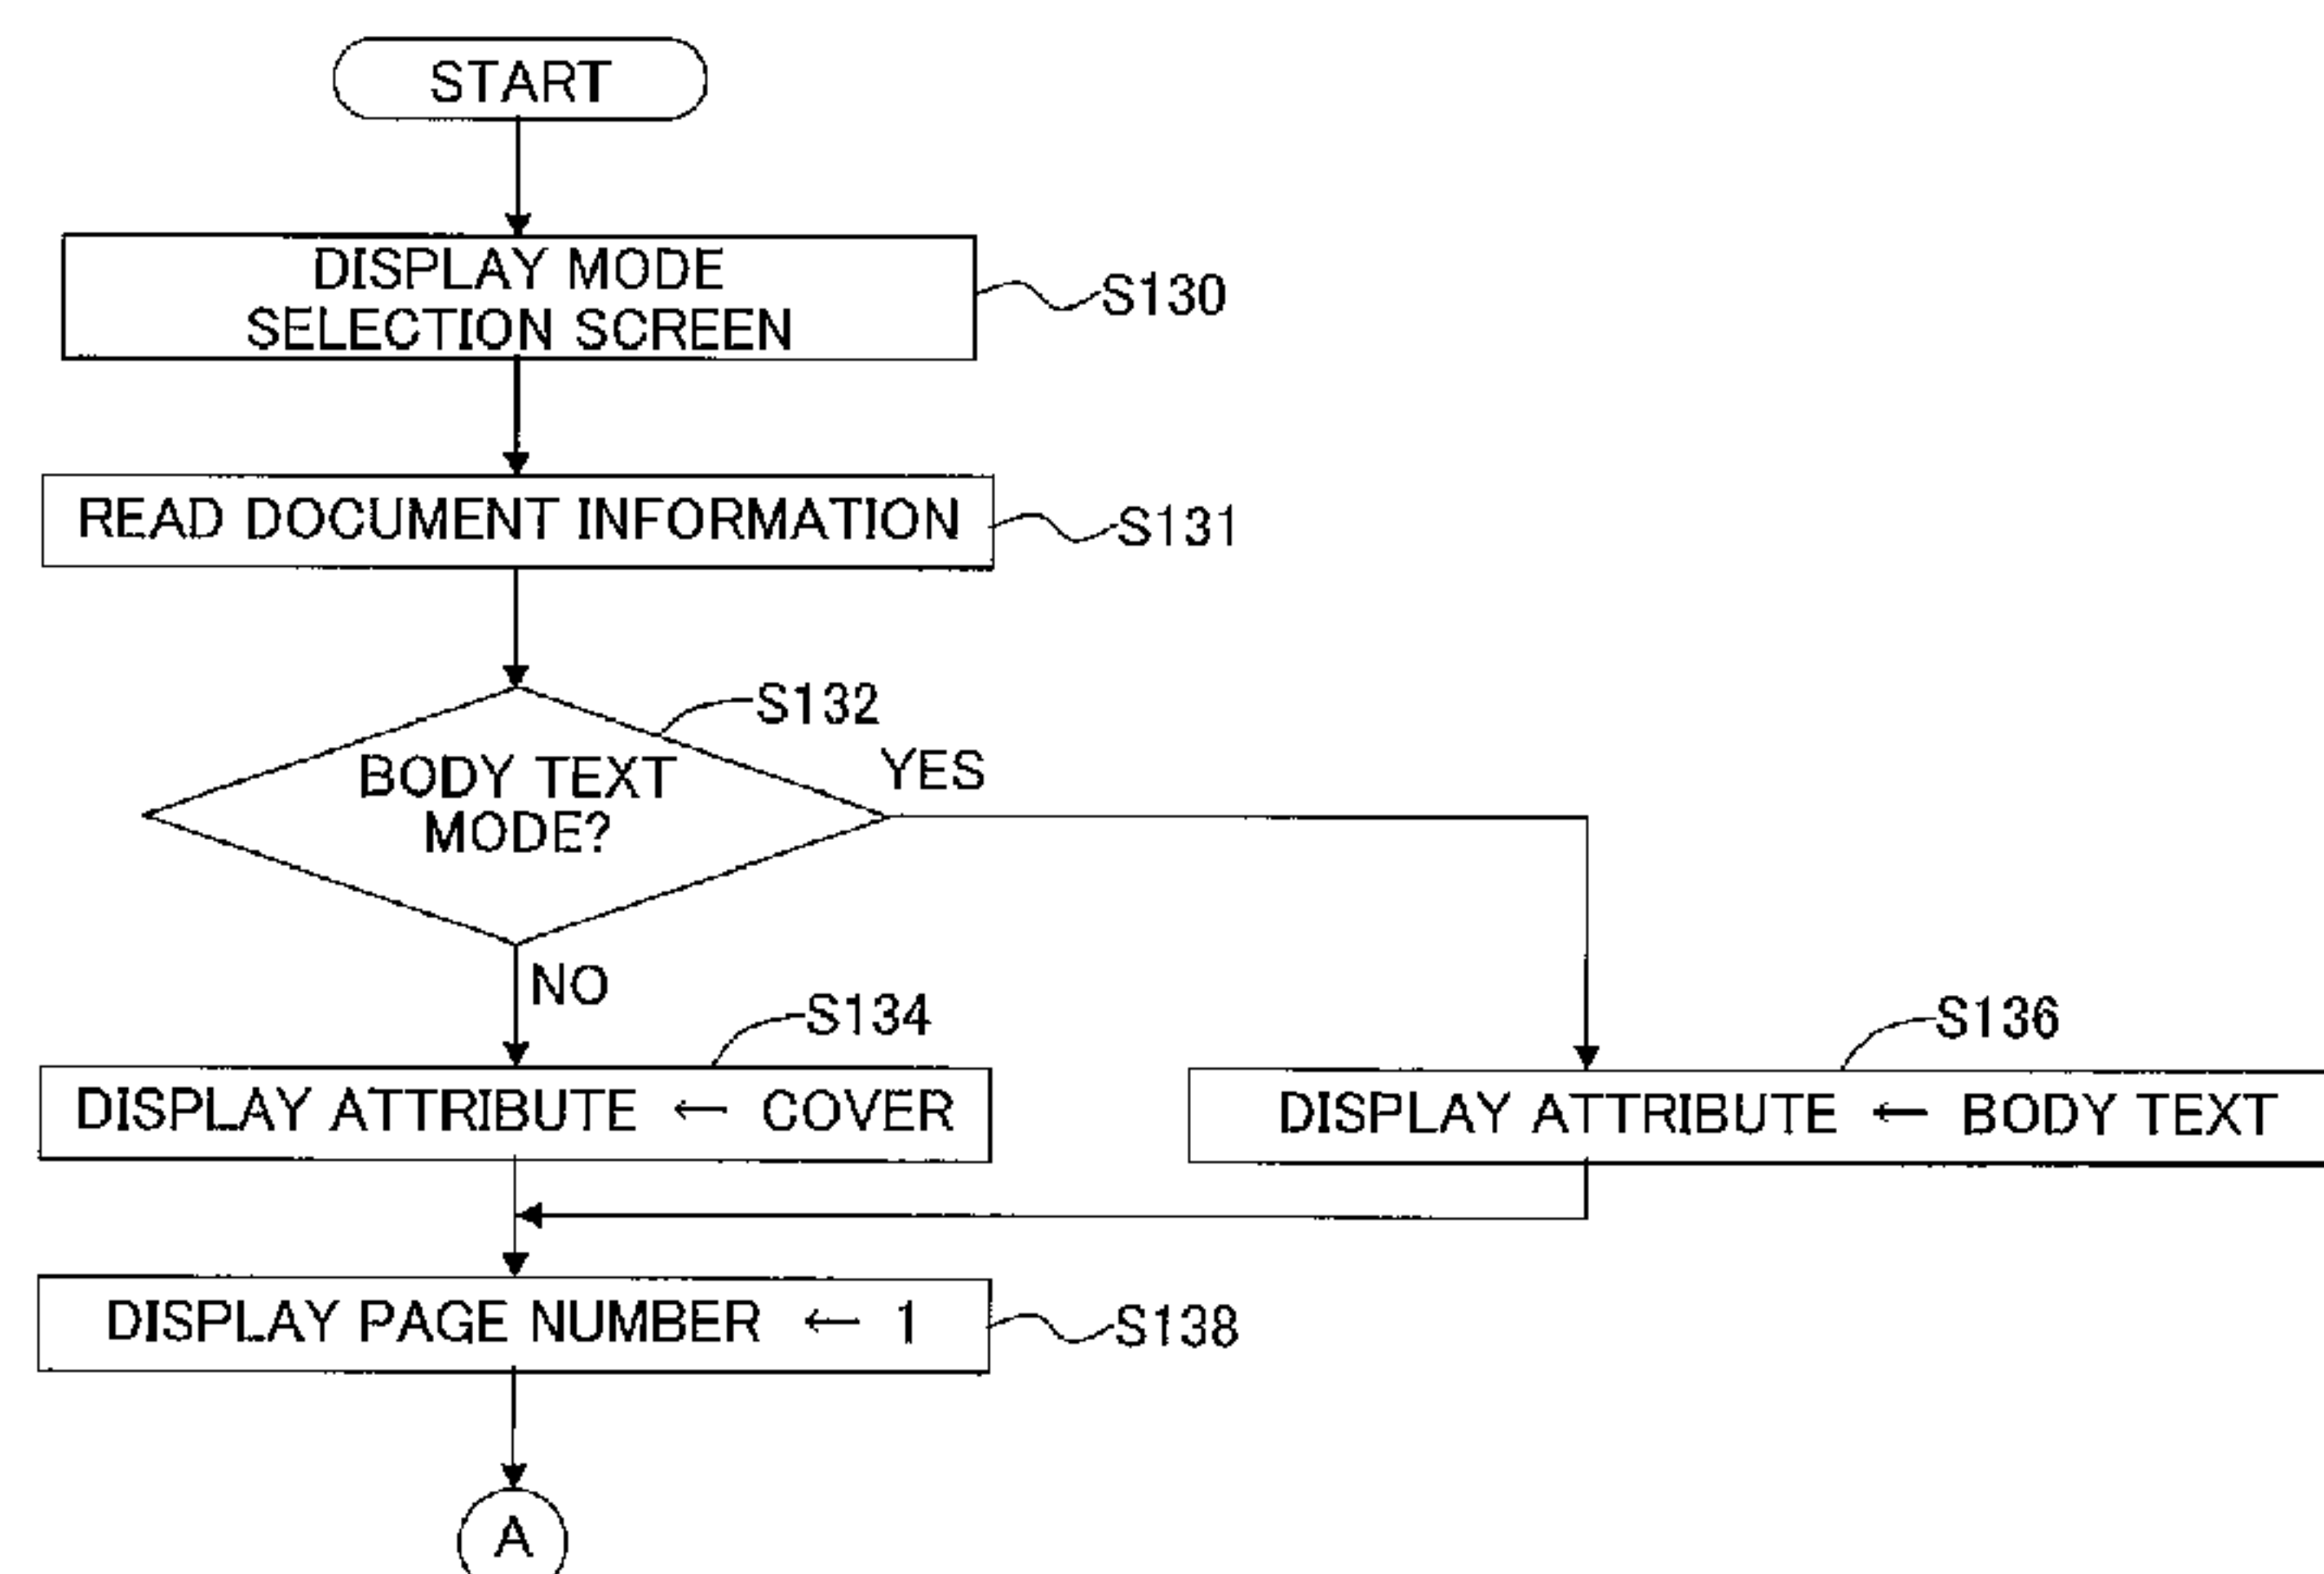 START
DISPLAY MODE
SELECTION SCREEN
S130
READ DOCUMENT INFORMATION
S131
S132
BODY TEXT
MODE?
YES
NO
S134
DISPLAY ATTRIBUTE ← COVER
S136
DISPLAY ATTRIBUTE ← BODY TEXT
DISPLAY PAGE NUMBER ← 1
S138
A